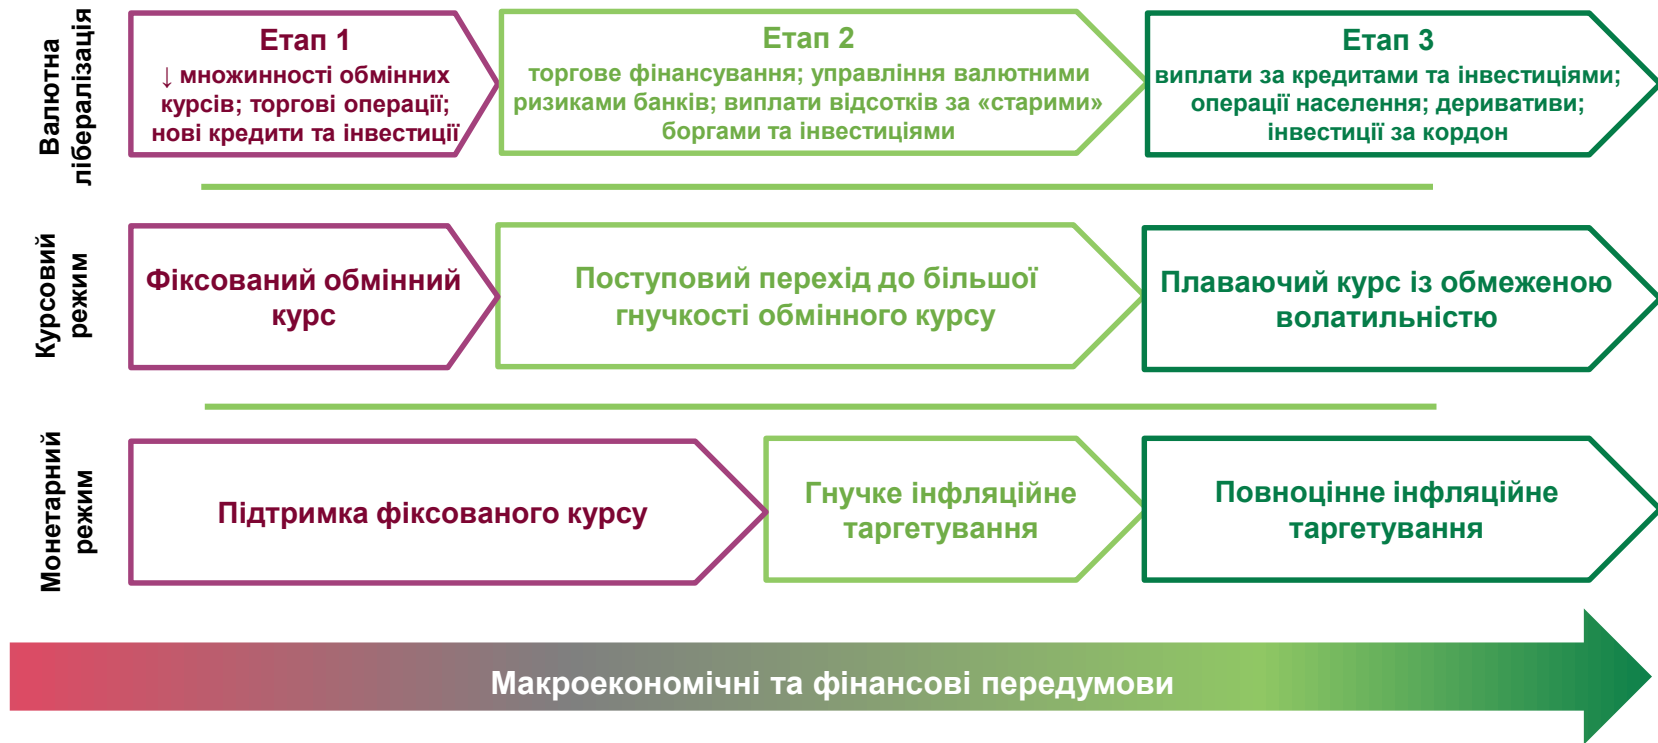 Валютна
лібералізація
Етап 1
↓ множинності обмінних
курсів; торгові операції;
нові кредити та інвестиції
Етап 2
торгове фінансування; управління валютними
ризиками банків; виплати відсотків за «старими»
боргами та інвестиціями
Етап 3
виплати за кредитами та інвестиціями;
операції населення; деривативи;
інвестиції за кордон
Курсовий
режим
Фіксований обмінний
курс
Поступовий перехід до більшої
гнучкості обмінного курсу
Плаваючий курс із обмеженою
волатильністю
Монетарний
режим
Підтримка фіксованого курсу
Гнучке інфляційне
таргетування
Повноцінне інфляційне
таргетування
Макроекономічні та фінансові передумови